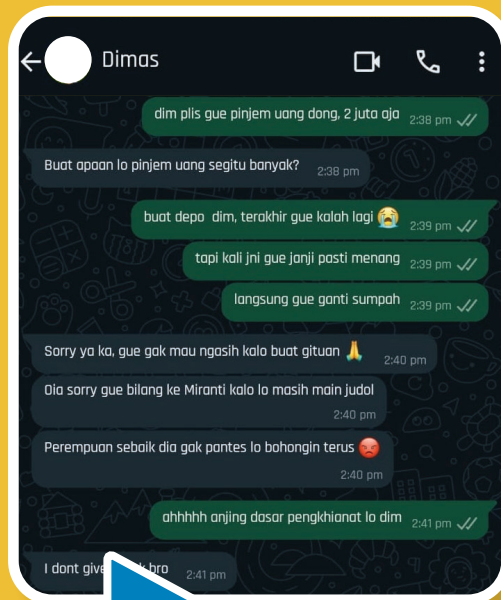 Dimas
dim plis gue pinjem uang dong, 2 juta aja 2:38 pm
Buat apaan lo pinjem uang segitu banyak? 2:38 pm
buat depo dim, terakhir gue kalah lagi 😭 2:39 pm
tapi kali jni gue janji pasti menang 2:39 pm
langsung gue ganti sumpah 2:39 pm
Sorry ya ka, gue gak mau ngasih kalo buat gituan 🙏 2:40 pm
Oia sorry gue bilang ke Miranti kalo lo masih main judol
2:40 pm
Perempuan sebaik dia gak pantes lo bohongin terus 😡
2:40 pm
ahhhhh anjing dasar pengkhianat lo dim 2:41 pm
I dont give bro 2:41 pm